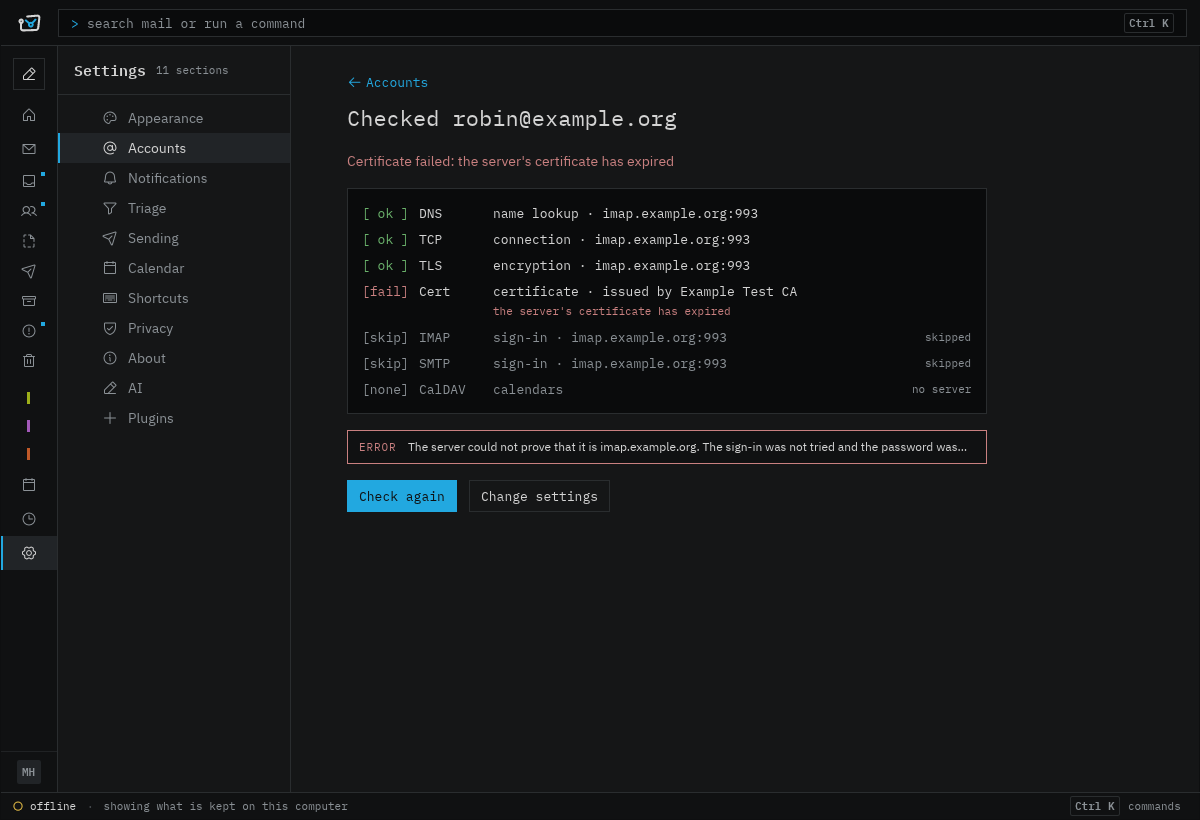 > search mail or run a command Ctrl K
Settings 11 sections
Appearance
Accounts
Notifications
Triage
Sending
Calendar
Shortcuts
Privacy
About
AI
Plugins
← Accounts
Checked robin@example.org
Certificate failed: the server's certificate has expired
[ ok ] DNS name lookup · imap.example.org:993
[ ok ] TCP connection · imap.example.org:993
[ ok ] TLS encryption · imap.example.org:993
[fail] Cert certificate · issued by Example Test CA
the server's certificate has expired
[skip] IMAP sign-in · imap.example.org:993 skipped
[skip] SMTP sign-in · imap.example.org:993 skipped
[none] CalDAV calendars no server
ERROR The server could not prove that it is imap.example.org. The sign-in was not tried and the password was…
Check again Change settings
MH
offline · showing what is kept on this computer Ctrl K commands